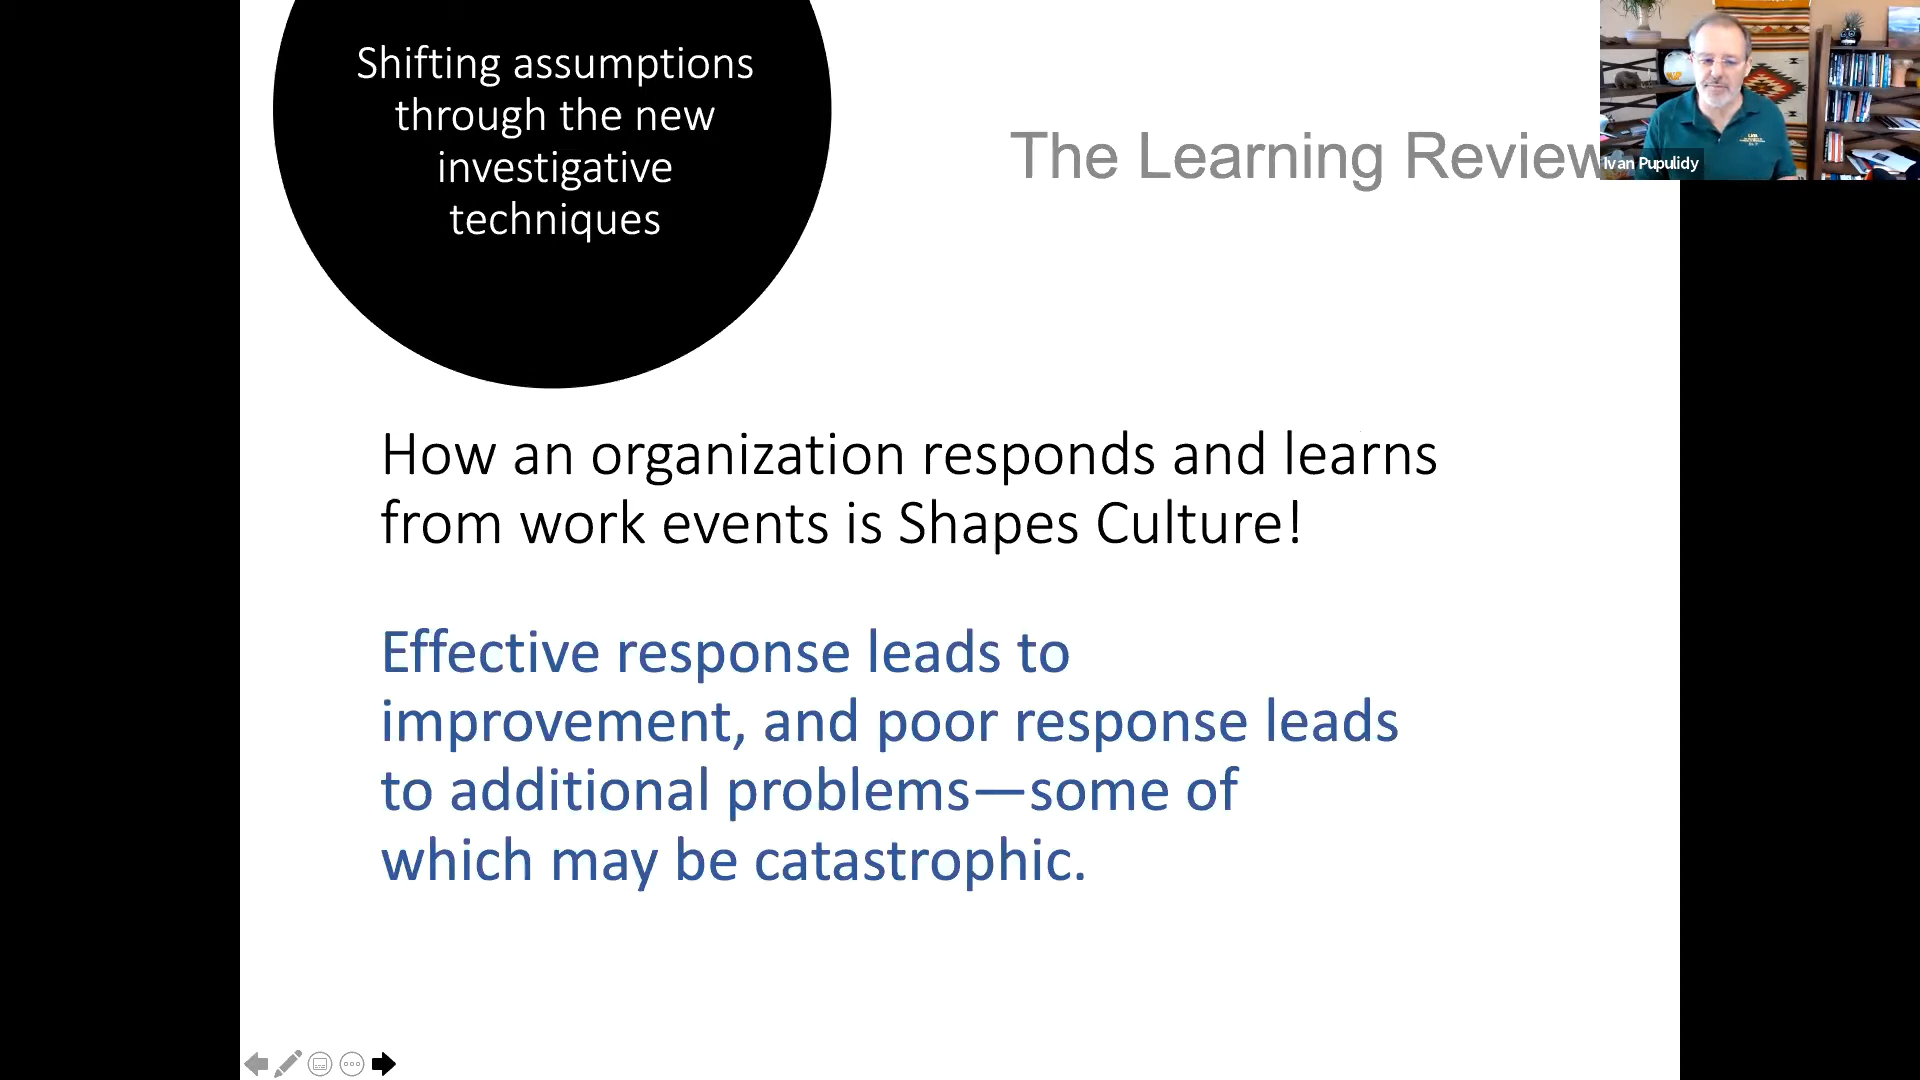 Shifting assumptions
through the new
investigative
techniques
The Learning Review
Ivan Pupulidy
How an organization responds and learns
from work events is Shapes Culture!
Effective response leads to
improvement, and poor response leads
to additional problems—some of
which may be catastrophic.